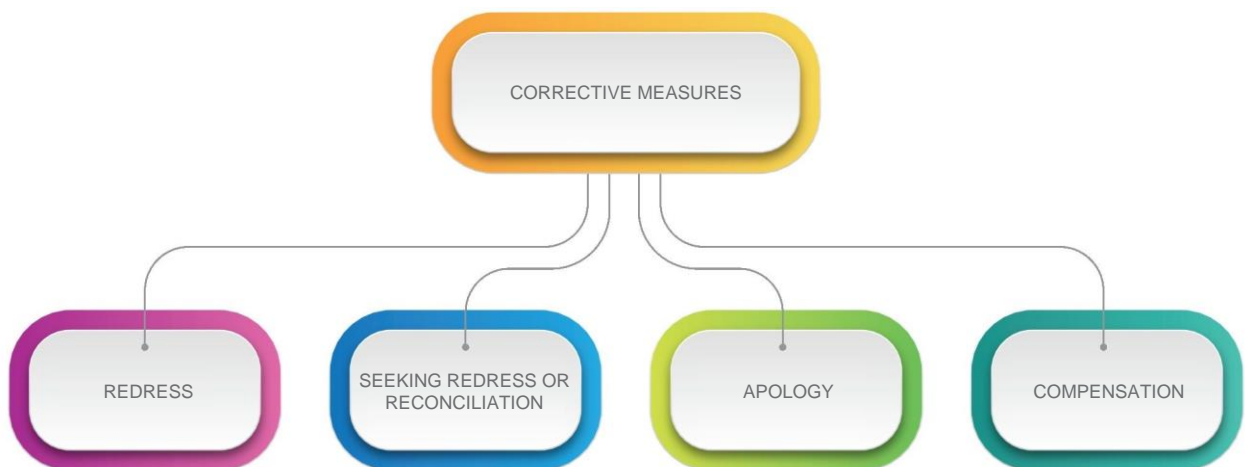 CORRECTIVE MEASURES
REDRESS
SEEKING REDRESS OR
RECONCILIATION
APOLOGY
COMPENSATION